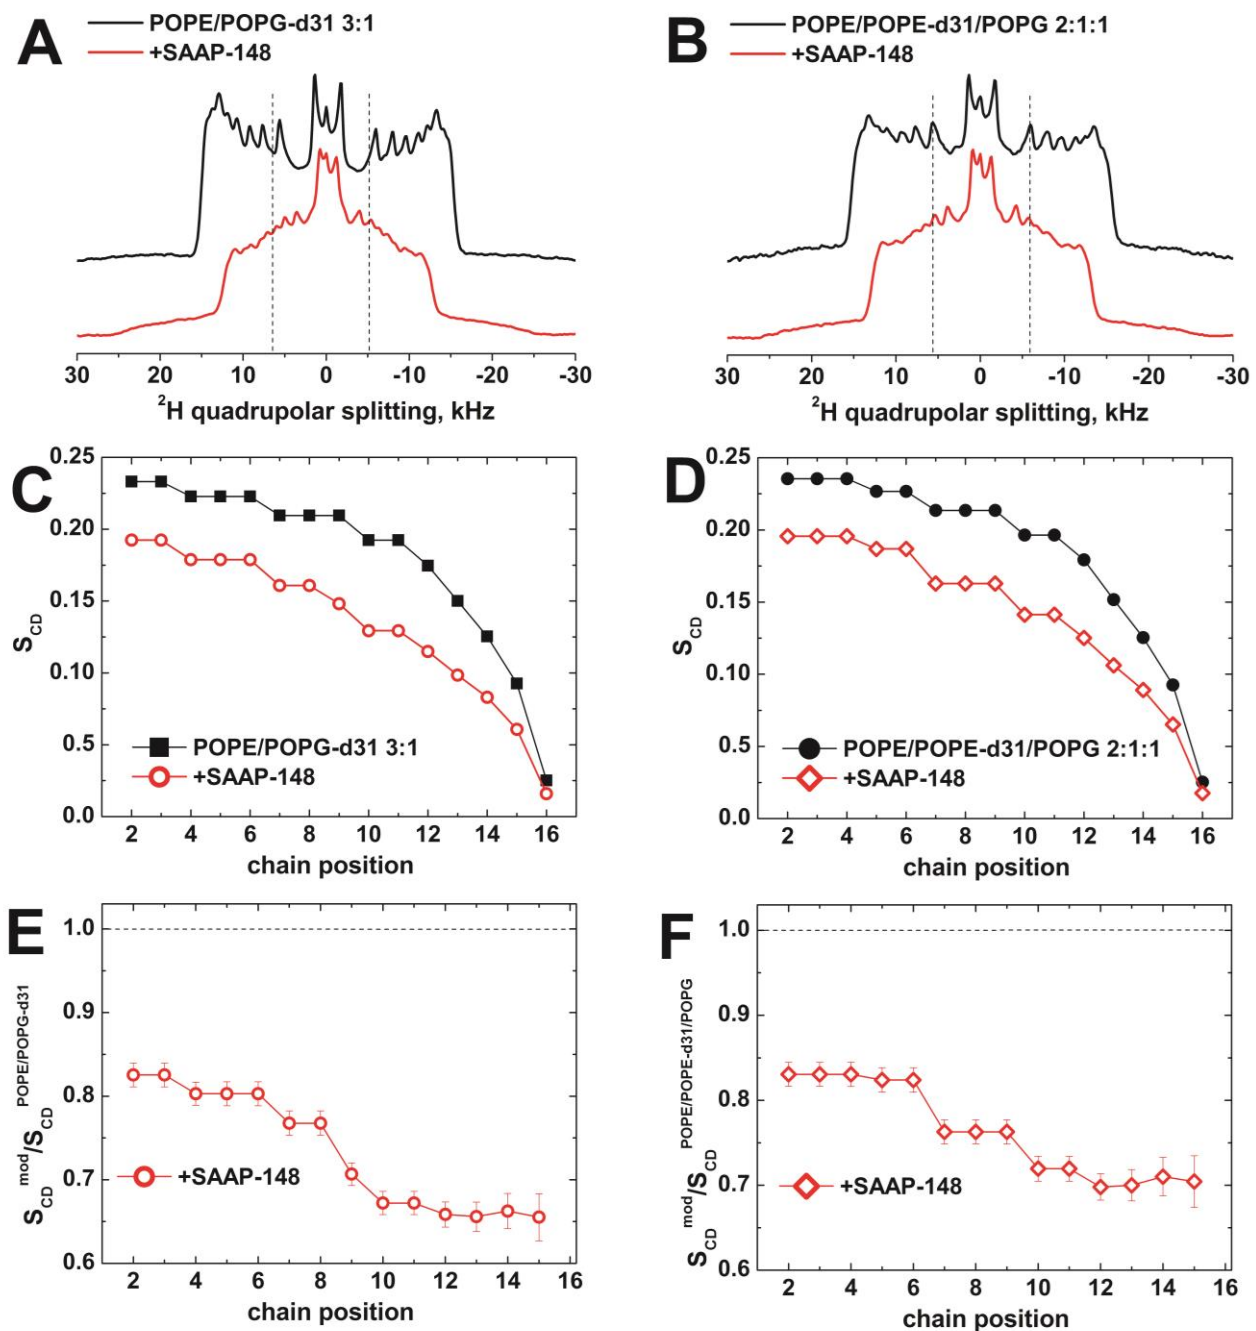 A
POPE/POPG-d31 3:1
+SAAP-148
30 20 10 0 -10 -20 -30
²H quadrupolar splitting, kHz
B
POPE/POPE-d31/POPG 2:1:1
+SAAP-148
30 20 10 0 -10 -20 -30
²H quadrupolar splitting, kHz
C
0.25
0.20
0.15
0.10
0.5
0.0
S_CD
POPE/POPG-d31 3:1
+SAAP-148
2 4 6 8 10 12 14 16
chain position
D
0.25
0.20
0.15
0.10
0.5
0.0
S_CD
POPE/POPE-d31/POPG 2:1:1
+SAAP-148
2 4 6 8 10 12 14 16
chain position
E
1.0
0.9
0.8
0.7
0.6
S_CD^mod/S_CD^POPE/POPG-d31
+SAAP-148
2 4 6 8 10 12 14 16
chain position
F
1.0
0.9
0.8
0.7
0.6
S_CD^mod/S_CD^POPE/POPE-d31/POPG
+SAAP-148
2 4 6 8 10 12 14 16
chain position